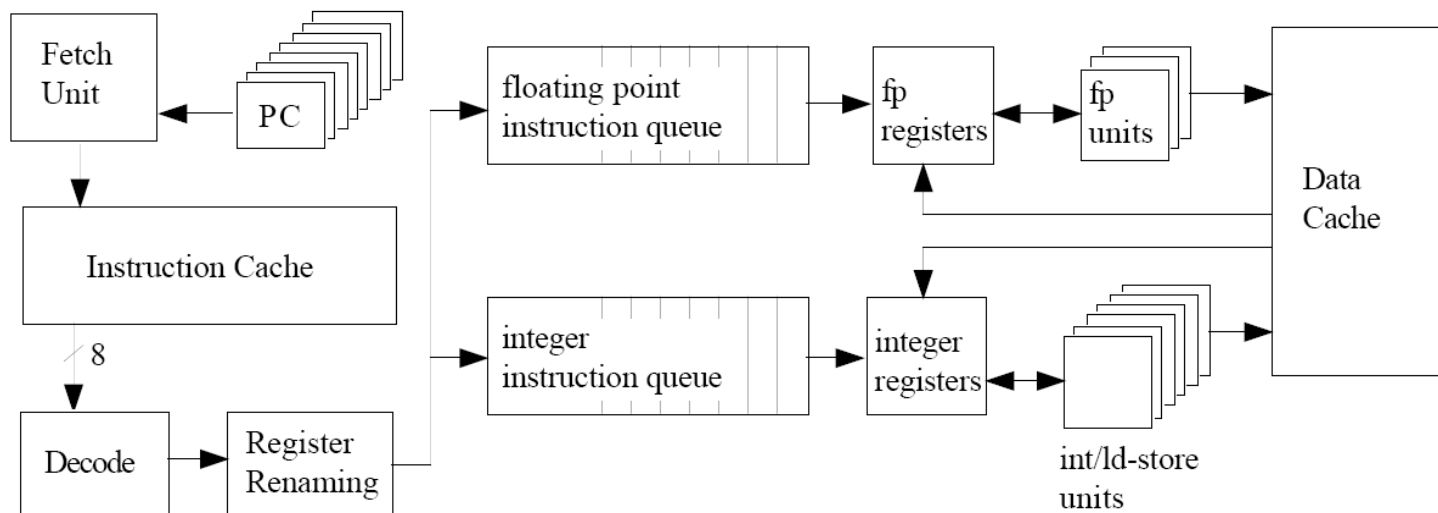 Fetch
Unit
PC
Instruction Cache
8
Decode
Register
Renaming
floating point
instruction queue
integer
instruction queue
fp
registers
integer
registers
fp
units
int/ld-store
units
Data
Cache